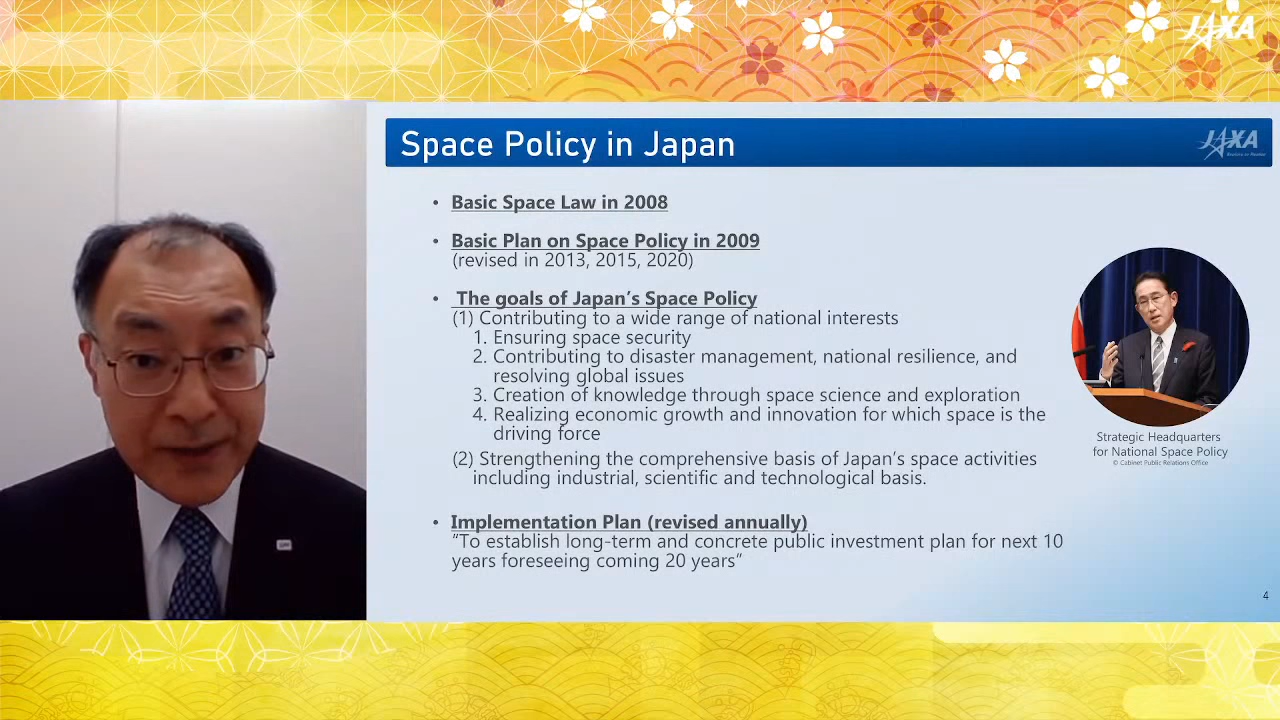 JAXA
Space Policy in Japan
JAXA
• Basic Space Law in 2008
• Basic Plan on Space Policy in 2009
(revised in 2013, 2015, 2020)
• The goals of Japan’s Space Policy
(1) Contributing to a wide range of national interests
1. Ensuring space security
2. Contributing to disaster management, national resilience, and
resolving global issues
3. Creation of knowledge through space science and exploration
4. Realizing economic growth and innovation for which space is the
driving force
(2) Strengthening the comprehensive basis of Japan’s space activities
including industrial, scientific and technological basis.
• Implementation Plan (revised annually)
“To establish long-term and concrete public investment plan for next 10
years foreseeing coming 20 years”
Strategic Headquarters
for National Space Policy
© Cabinet Public Relations Office
4